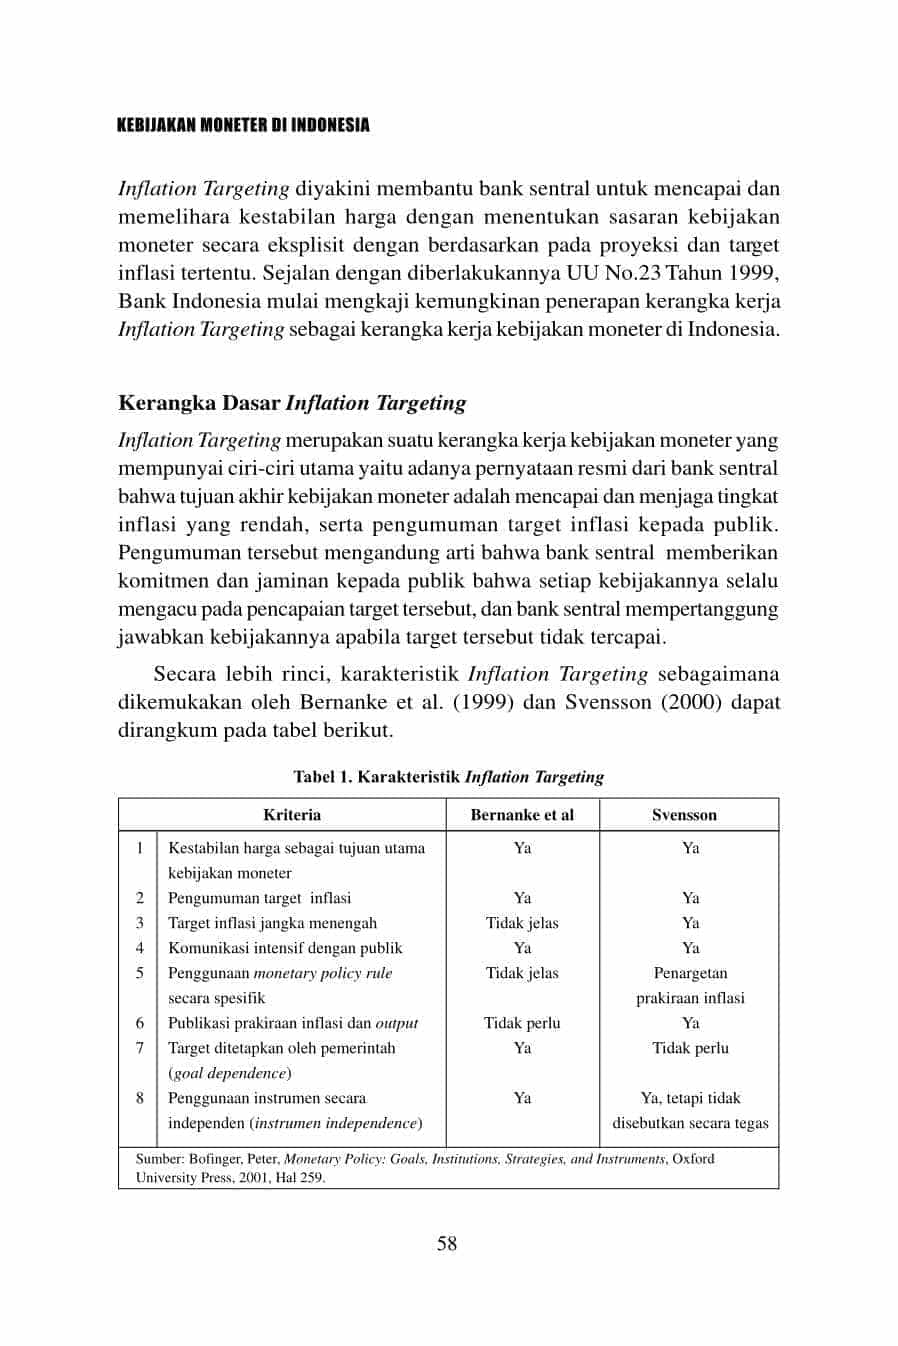 KEBIJAKAN MONETER DI INDONESIA
Inflation Targeting diyakini membantu bank sentral untuk mencapai dan
memelihara kestabilan harga dengan menentukan sasaran kebijakan
moneter secara eksplisit dengan berdasarkan pada proyeksi dan target
inflasi tertentu. Sejalan dengan diberlakukannya UU No.23 Tahun 1999,
Bank Indonesia mulai mengkaji kemungkinan penerapan kerangka kerja
Inflation Targeting sebagai kerangka kerja kebijakan moneter di Indonesia.
Kerangka Dasar Inflation Targeting
Inflation Targeting merupakan suatu kerangka kerja kebijakan moneter yang
mempunyai ciri-ciri utama yaitu adanya pernyataan resmi dari bank sentral
bahwa tujuan akhir kebijakan moneter adalah mencapai dan menjaga tingkat
inflasi yang rendah, serta pengumuman target inflasi kepada publik.
Pengumuman tersebut mengandung arti bahwa bank sentral memberikan
komitmen dan jaminan kepada publik bahwa setiap kebijakannya selalu
mengacu pada pencapaian target tersebut, dan bank sentral mempertanggung
jawabkan kebijakannya apabila target tersebut tidak tercapai.
Secara lebih rinci, karakteristik Inflation Targeting sebagaimana
dikemukakan oleh Bernanke et al. (1999) dan Svensson (2000) dapat
dirangkum pada tabel berikut.
Tabel 1. Karakteristik Inflation Targeting
Kriteria Bernanke et al Svensson
1 Kestabilan harga sebagai tujuan utama Ya Ya
kebijakan moneter
2 Pengumuman target inflasi Ya Ya
3 Target inflasi jangka menengah Tidak jelas Ya
4 Komunikasi intensif dengan publik Ya Ya
5 Penggunaan monetary policy rule Tidak jelas Penargetan
secara spesifik prakiraan inflasi
6 Publikasi prakiraan inflasi dan output Tidak perlu Ya
7 Target ditetapkan oleh pemerintah Ya Tidak perlu
(goal dependence)
8 Penggunaan instrumen secara Ya Ya, tetapi tidak
independen (instrumen independence) disebutkan secara tegas
Sumber: Bofinger, Peter, Monetary Policy: Goals, Institutions, Strategies, and Instruments, Oxford
University Press, 2001, Hal 259.
58